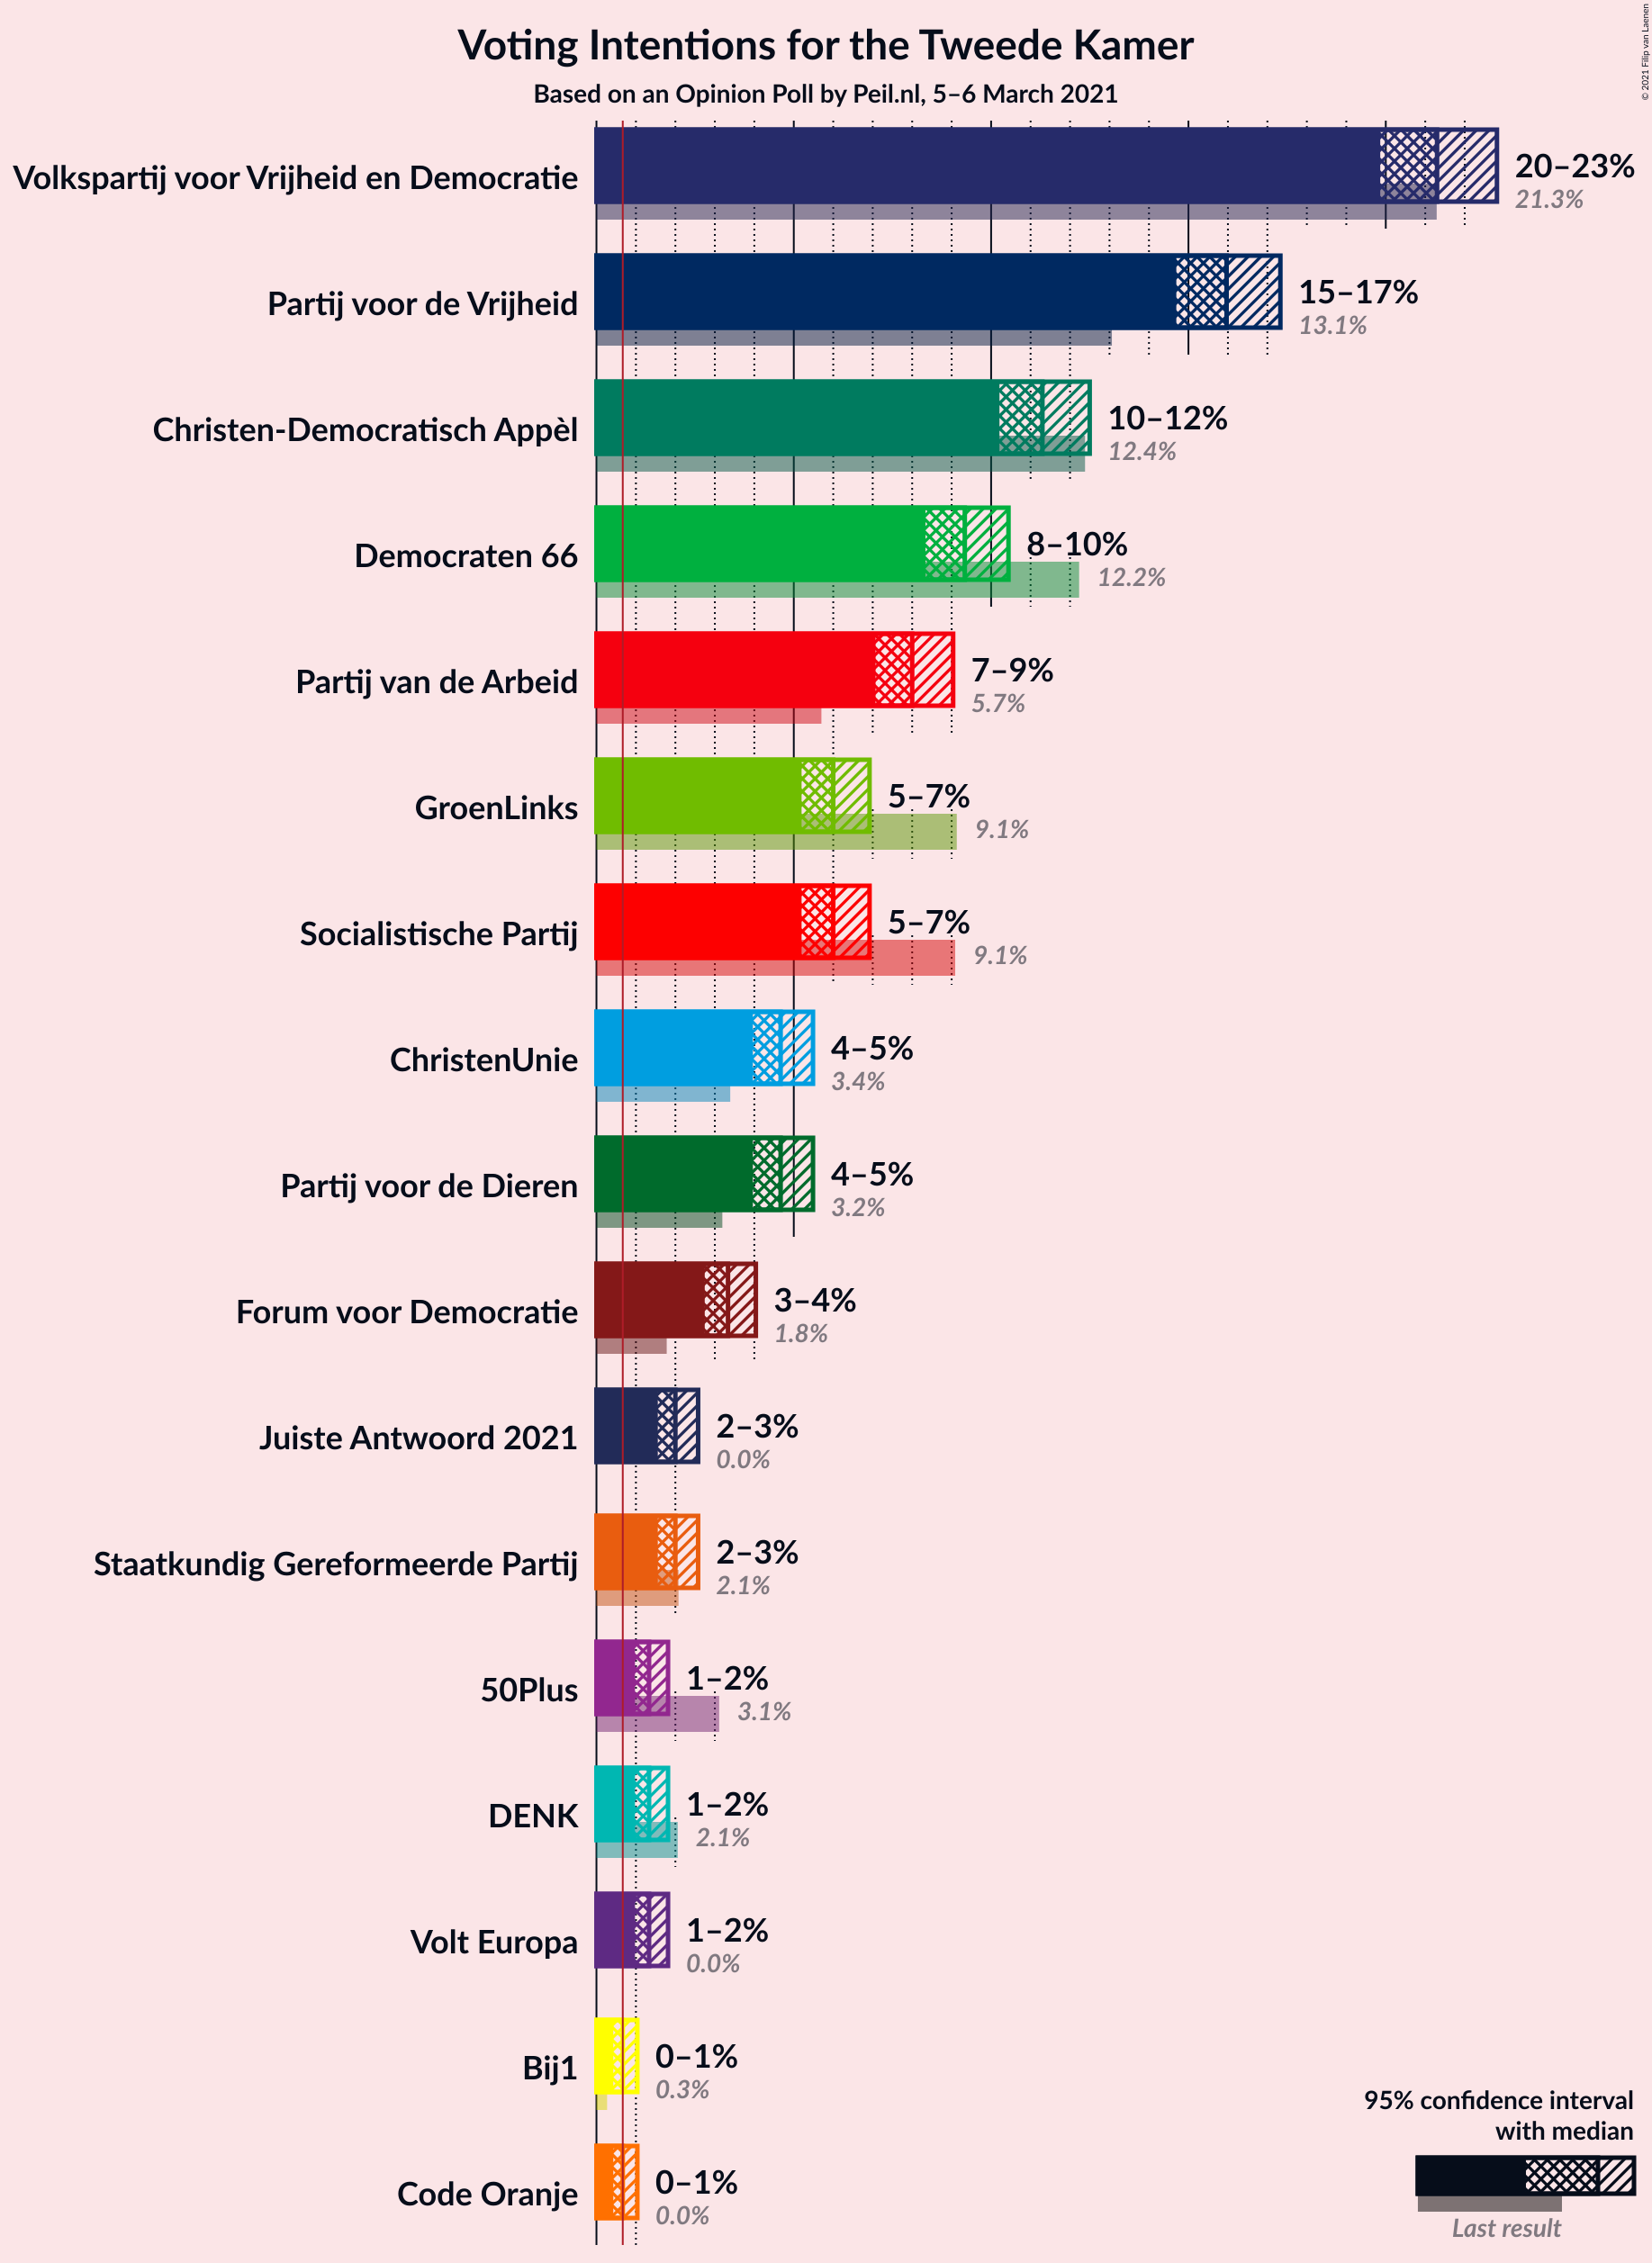 © 2021 Filip van Laenen
Voting Intentions for the Tweede Kamer
Based on an Opinion Poll by Peil.nl, 5–6 March 2021
Volkspartij voor Vrijheid en Democratie
20–23%
21.3%
Partij voor de Vrijheid
15–17%
13.1%
Christen-Democratisch Appèl
10–12%
12.4%
Democraten 66
8–10%
12.2%
Partij van de Arbeid
7–9%
5.7%
GroenLinks
5–7%
9.1%
Socialistische Partij
5–7%
9.1%
ChristenUnie
4–5%
3.4%
Partij voor de Dieren
4–5%
3.2%
Forum voor Democratie
3–4%
1.8%
Juiste Antwoord 2021
2–3%
0.0%
Staatkundig Gereformeerde Partij
2–3%
2.1%
50Plus
1–2%
3.1%
DENK
1–2%
2.1%
Volt Europa
1–2%
0.0%
Bij1
0–1%
0.3%
Code Oranje
0–1%
0.0%
95% confidence interval
with median
Last result